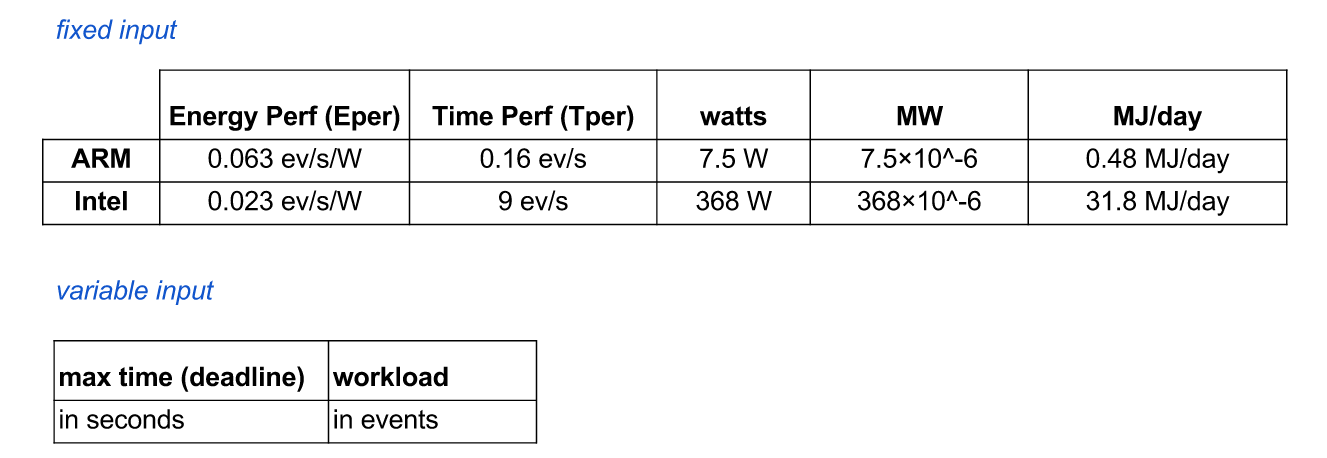 fixed input
Energy Perf (Eper) Time Perf (Tper) watts MW MJ/day
ARM 0.063 ev/s/W 0.16 ev/s 7.5 W 7.5×10^-6 0.48 MJ/day
Intel 0.023 ev/s/W 9 ev/s 368 W 368×10^-6 31.8 MJ/day
variable input
max time (deadline) workload
in seconds in events